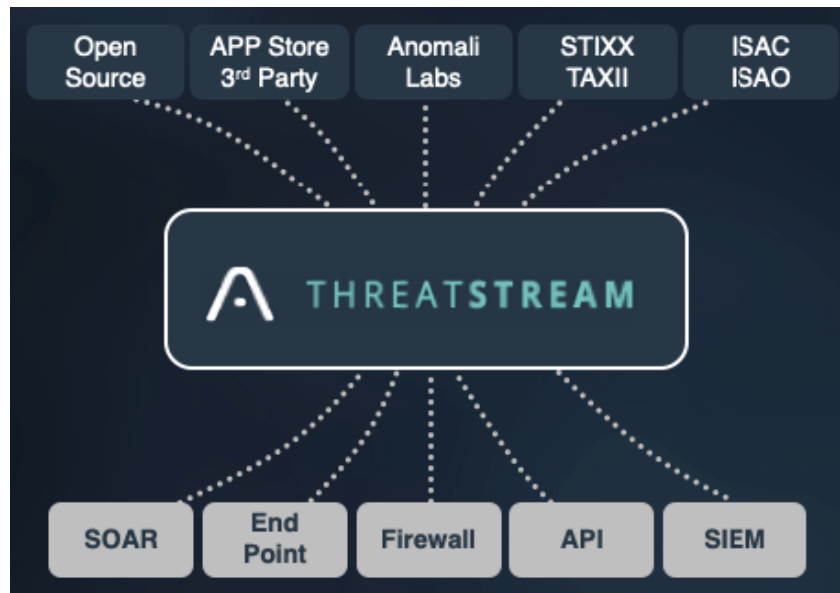 Open
Source
APP Store
3rd Party
Anomali
Labs
STIXX
TAXII
ISAC
ISAO
THREATSTREAM
SOAR
End
Point
Firewall
API
SIEM